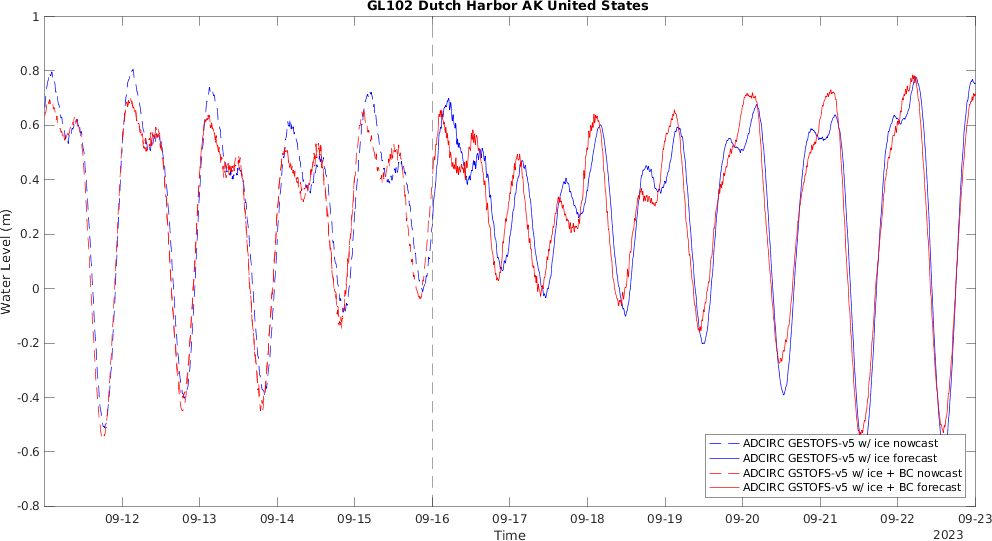 GL102 Dutch Harbor AK United States
1
0.8
0.6
0.4
0.2
0
-0.2
-0.4
-0.6
-0.8
Water Level (m)
ADCIRC GESTOFS-v5 w/ ice nowcast
ADCIRC GESTOFS-v5 w/ ice forecast
ADCIRC GSTOFS-v5 w/ ice + BC nowcast
ADCIRC GSTOFS-v5 w/ ice + BC forecast
09-12 09-13 09-14 09-15 09-16 09-17 09-18 09-19 09-20 09-21 09-22 09-23
Time
2023